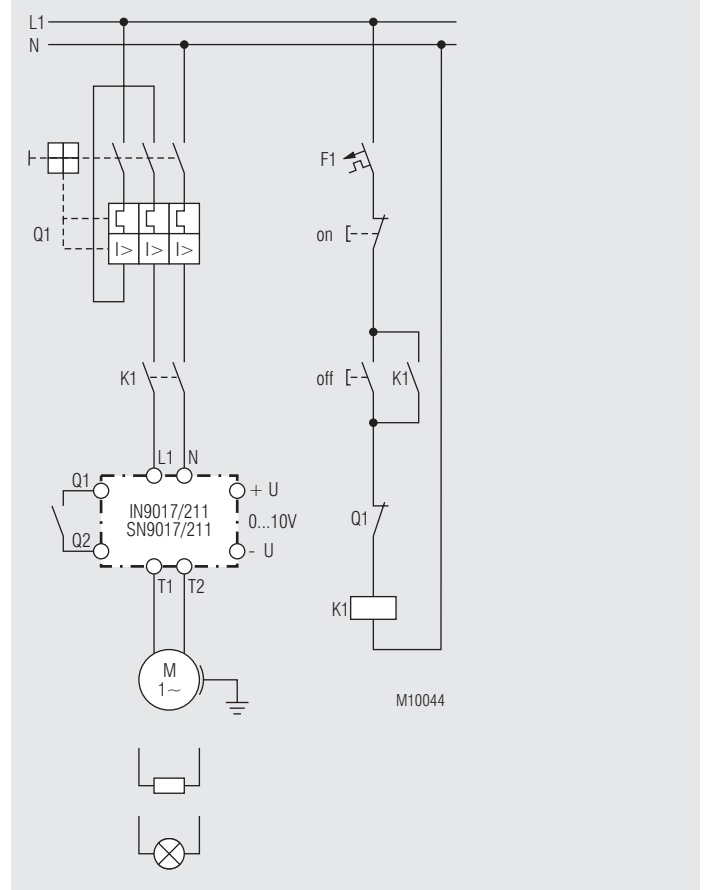 L1
N
F1
Q1
I> I> I>
on
K1
off
K1
L1 N
Q1
+ U
IN9017/211
SN9017/211
0...10V
Q2
- U
Q1
T1 T2
K1
M
1~
M10044